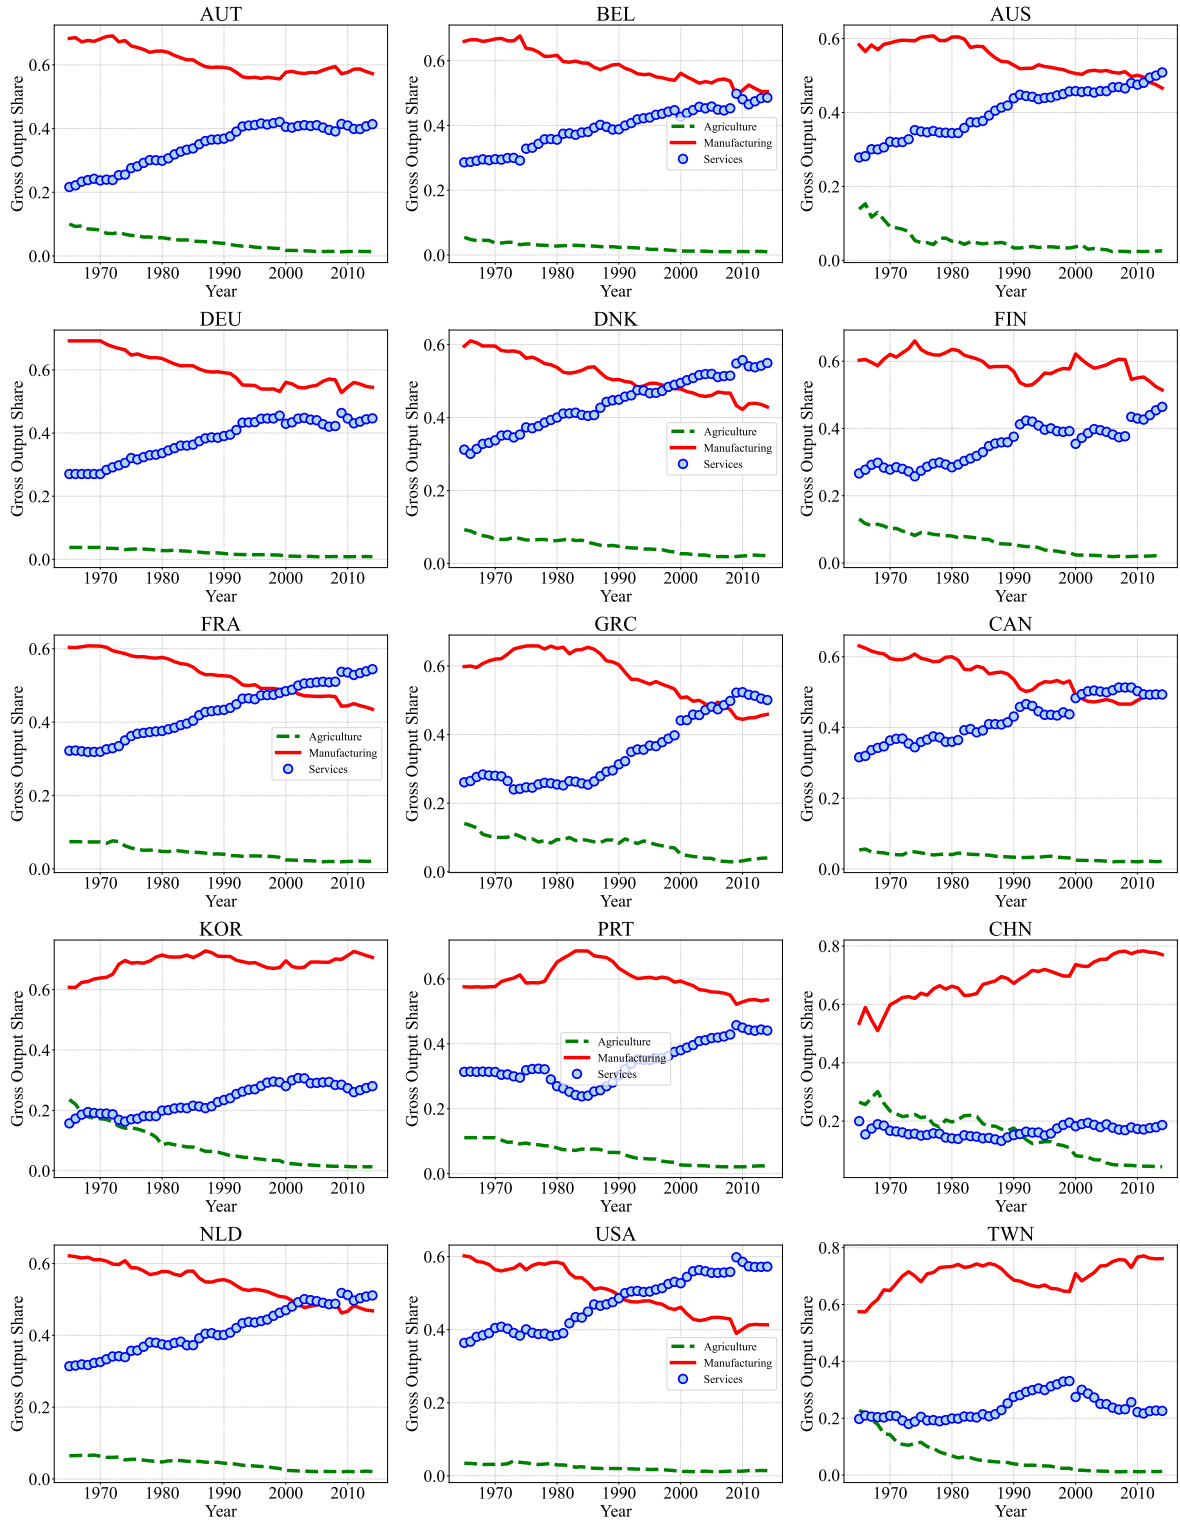 AUT
Gross Output Share
0.6
0.4
0.2
0.0
1970 1980 1990 2000 2010
Year
BEL
Gross Output Share
0.6
0.4
0.2
0.0
Agriculture
Manufacturing
Services
1970 1980 1990 2000 2010
Year
AUS
Gross Output Share
0.6
0.4
0.2
0.0
1970 1980 1990 2000 2010
Year
DEU
Gross Output Share
0.6
0.4
0.2
0.0
1970 1980 1990 2000 2010
Year
DNK
Gross Output Share
0.6
0.4
0.2
0.0
Agriculture
Manufacturing
Services
1970 1980 1990 2000 2010
Year
FIN
Gross Output Share
0.6
0.4
0.2
0.0
1970 1980 1990 2000 2010
Year
FRA
Gross Output Share
0.6
0.4
0.2
0.0
Agriculture
Manufacturing
Services
1970 1980 1990 2000 2010
Year
GRC
Gross Output Share
0.6
0.4
0.2
0.0
1970 1980 1990 2000 2010
Year
CAN
Gross Output Share
0.6
0.4
0.2
0.0
1970 1980 1990 2000 2010
Year
KOR
Gross Output Share
0.6
0.4
0.2
0.0
1970 1980 1990 2000 2010
Year
PRT
Gross Output Share
0.6
0.4
0.2
0.0
Agriculture
Manufacturing
Services
1970 1980 1990 2000 2010
Year
CHN
Gross Output Share
0.8
0.6
0.4
0.2
1970 1980 1990 2000 2010
Year
NLD
Gross Output Share
0.6
0.4
0.2
0.0
1970 1980 1990 2000 2010
Year
USA
Gross Output Share
0.6
0.4
0.2
0.0
Agriculture
Manufacturing
Services
1970 1980 1990 2000 2010
Year
TWN
Gross Output Share
0.8
0.6
0.4
0.2
0.0
1970 1980 1990 2000 2010
Year